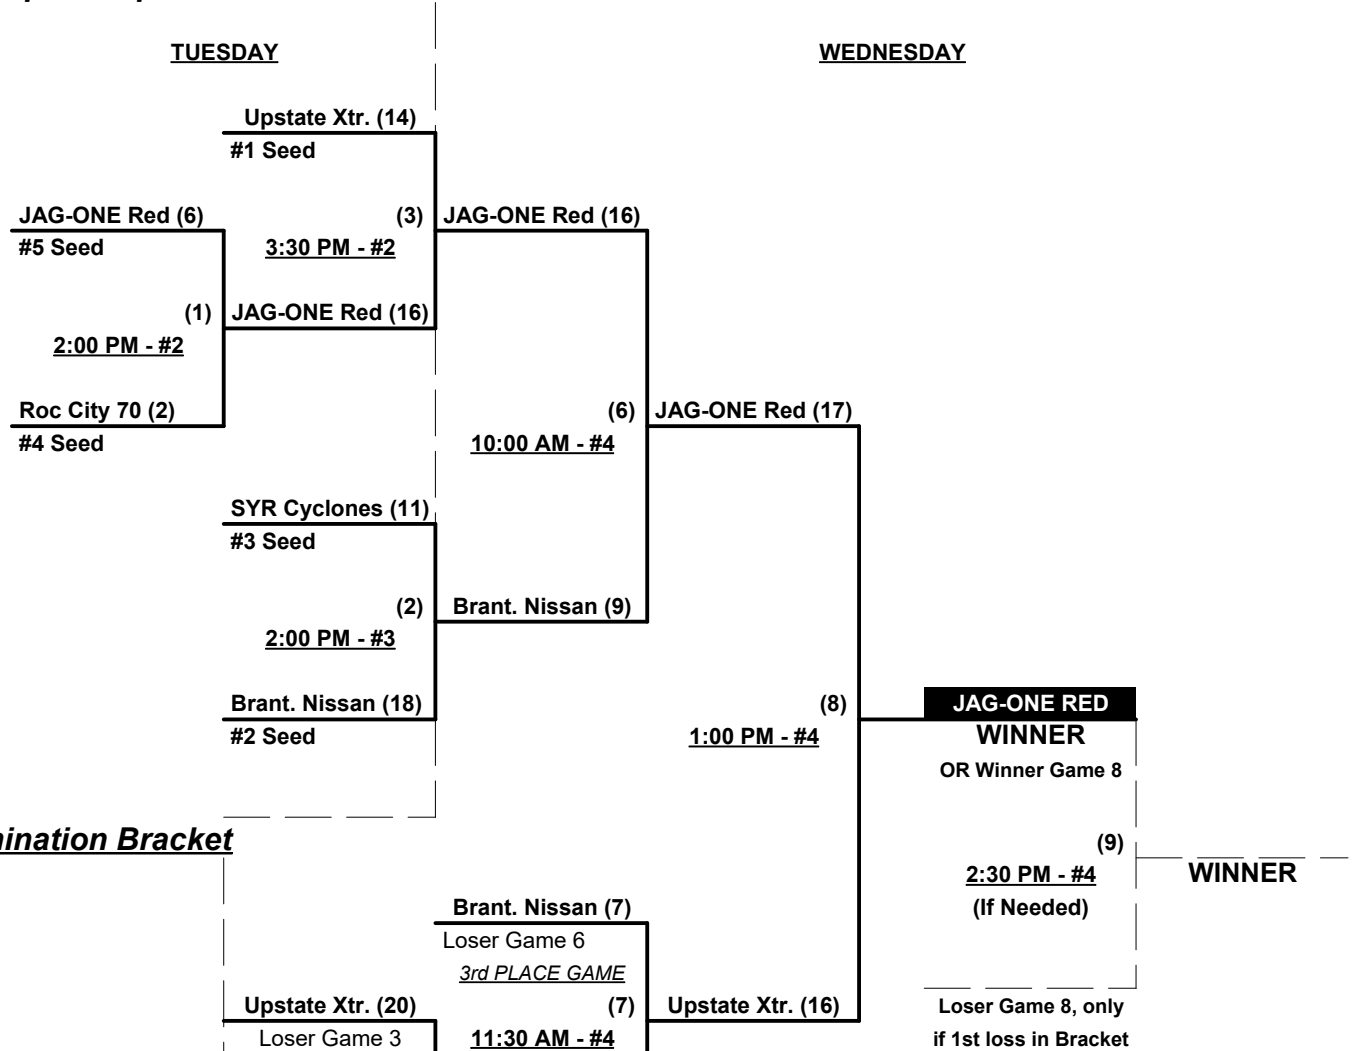 TUESDAY
WEDNESDAY
Upstate Xtr. (14)
#1 Seed
JAG-ONE Red (6)
(3)
JAG-ONE Red (16)
#5 Seed
3:30 PM - #2
(1)
JAG-ONE Red (16)
2:00 PM - #2
Roc City 70 (2)
(6)
JAG-ONE Red (17)
#4 Seed
10:00 AM - #4
SYR Cyclones (11)
#3 Seed
(2)
Brant. Nissan (9)
2:00 PM - #3
Brant. Nissan (18)
(8)
JAG-ONE RED
#2 Seed
1:00 PM - #4
WINNER
OR Winner Game 8
mination Bracket
(9)
2:30 PM - #4
WINNER
(If Needed)
Brant. Nissan (7)
Loser Game 6
3rd PLACE GAME
Upstate Xtr. (20)
(7)
Upstate Xtr. (16)
Loser Game 8, only
Loser Game 3
11:30 AM - #4
if 1st loss in Bracket